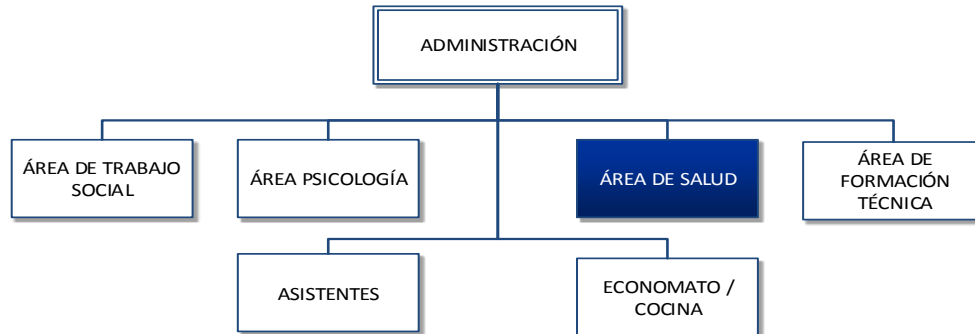 ADMINISTRACIÓN
ÁREA DE TRABAJO
SOCIAL
ÁREA PSICOLOGÍA
ÁREA DE SALUD
ÁREA DE
FORMACIÓN
TÉCNICA
ASISTENTES
ECONOMATO /
COCINA